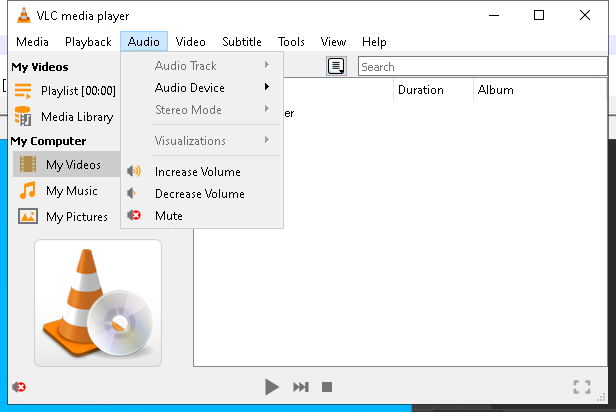 VLC media player
Media Playback Audio Video Subtitle Tools View Help
My Videos
Playlist [00:00]
Media Library
My Computer
My Videos
My Music
My Pictures
Audio Track
Audio Device
Stereo Mode
Visualizations
Increase Volume
Decrease Volume
Mute
Search
Duration Album
er